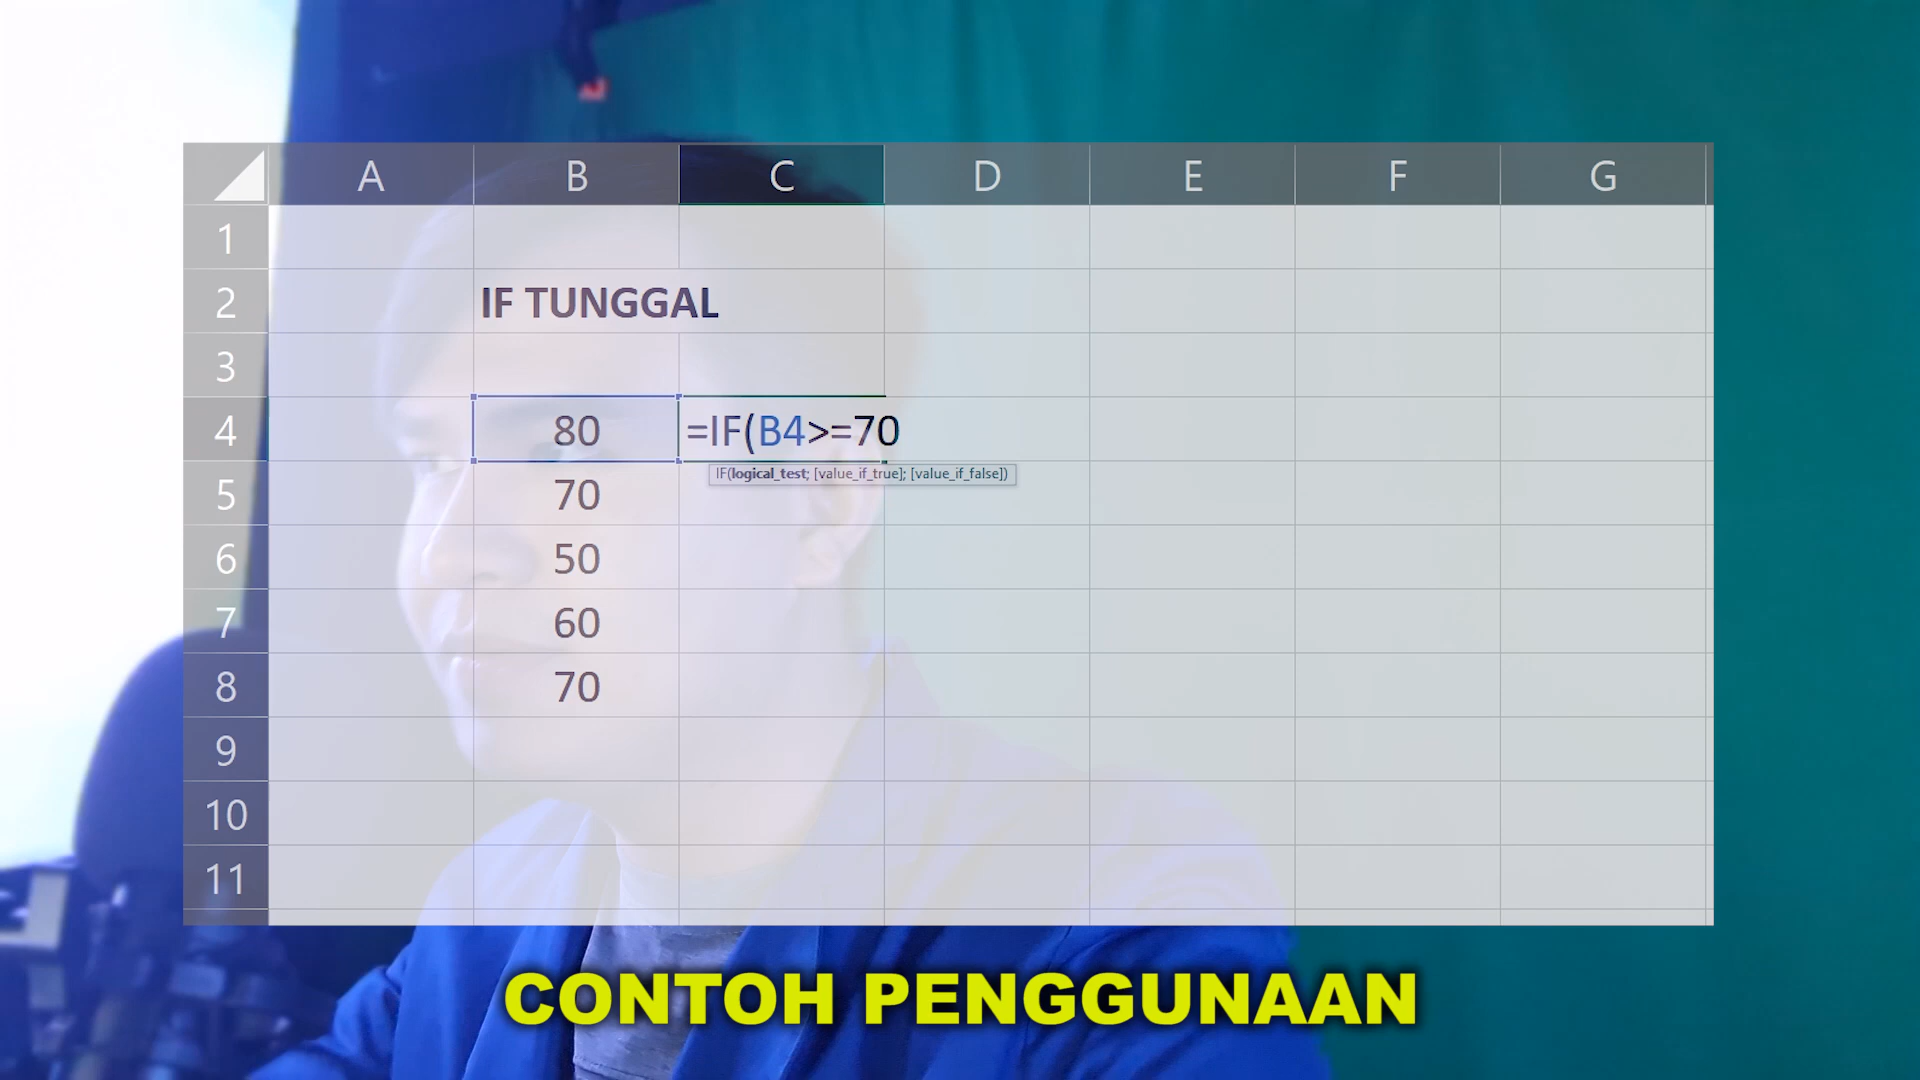 A B C D E F G
1
2 IF TUNGGAL
3
4 80 =IF(B4>=70
IF(logical_test; [value_if_true]; [value_if_false])
5 70
6 50
7 60
8 70
9
10
11
CONTOH PENGGUNAAN